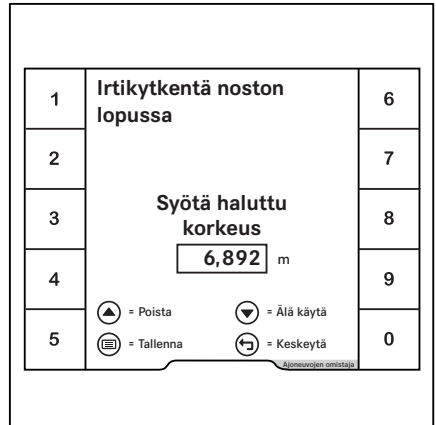 Irtikytkentä noston
lopussa
1
2
3
4
5
6
7
8
9
0
Syötä haluttu
korkeus
6,892 m
= Poista
= Älä käytä
= Tallenna
= Keskeytä
Ajoneuvojen omistaja